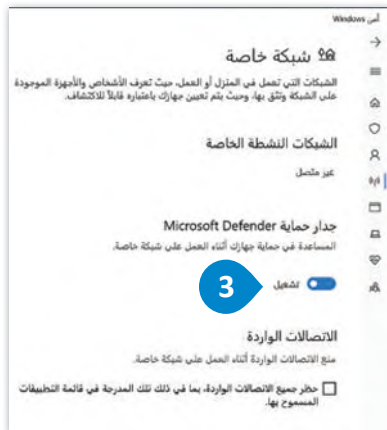 أمن Windows
شبكة خاصة
الشبكات التي تعمل في المنزل أو العمل، حيث تعرف الأشخاص والأجهزة الموجودة
على الشبكة وتثق بها، وحيث يتم تعيين جهازك باعتباره قابلاً للاكتشاف.
الشبكات النشطة الخاصة
غير متصل
جدار حماية Microsoft Defender
المساعدة في حماية جهازك أثناء العمل على شبكة خاصة.
تشغيل
3
الاتصالات الواردة
منع الاتصالات الواردة أثناء العمل على شبكة خاصة.
حظر جميع الاتصالات الواردة، بما في ذلك تلك المدرجة في قائمة التطبيقات
المسموح بها.